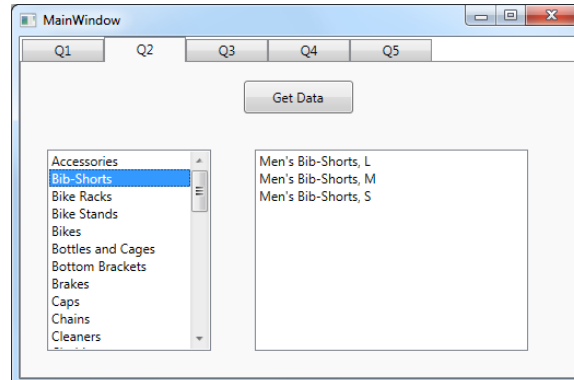 MainWindow
Q1 Q2 Q3 Q4 Q5
Get Data
Accessories
Bib-Shorts
Bike Racks
Bike Stands
Bikes
Bottles and Cages
Bottom Brackets
Brakes
Caps
Chains
Cleaners
Men's Bib-Shorts, L
Men's Bib-Shorts, M
Men's Bib-Shorts, S